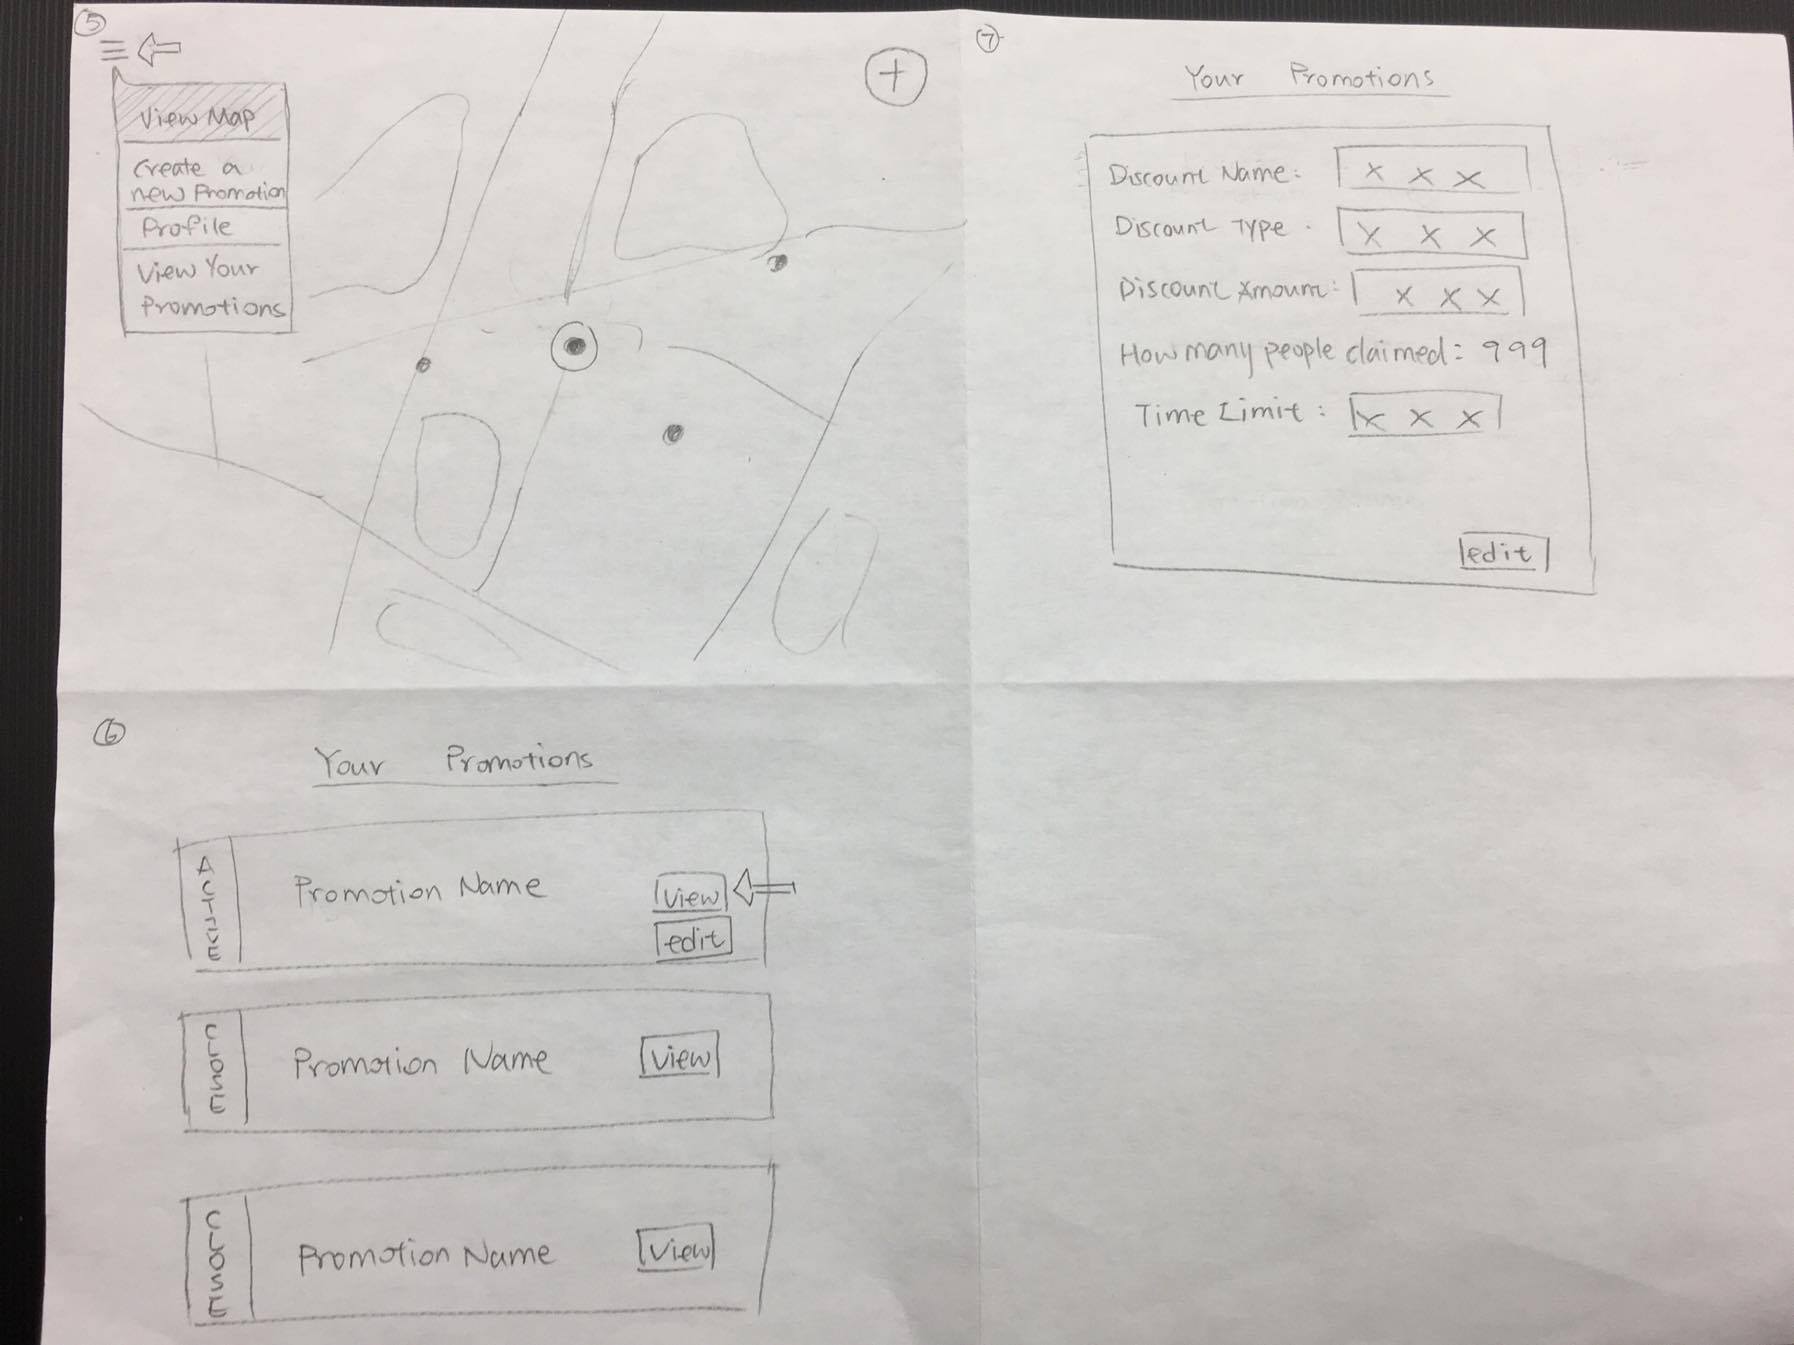 5
View Map
Create a
new Promotion
Profile
View Your
Promotions
+
6
Your Promotions
ACTIVE
Promotion Name
view
edit
CLOSE
Promotion Name
view
CLOSE
Promotion Name
view
7
Your Promotions
Discount Name: x x x
Discount Type: x x x
Discount Amount: x x x
How many people claimed: 999
Time Limit: x x x
edit